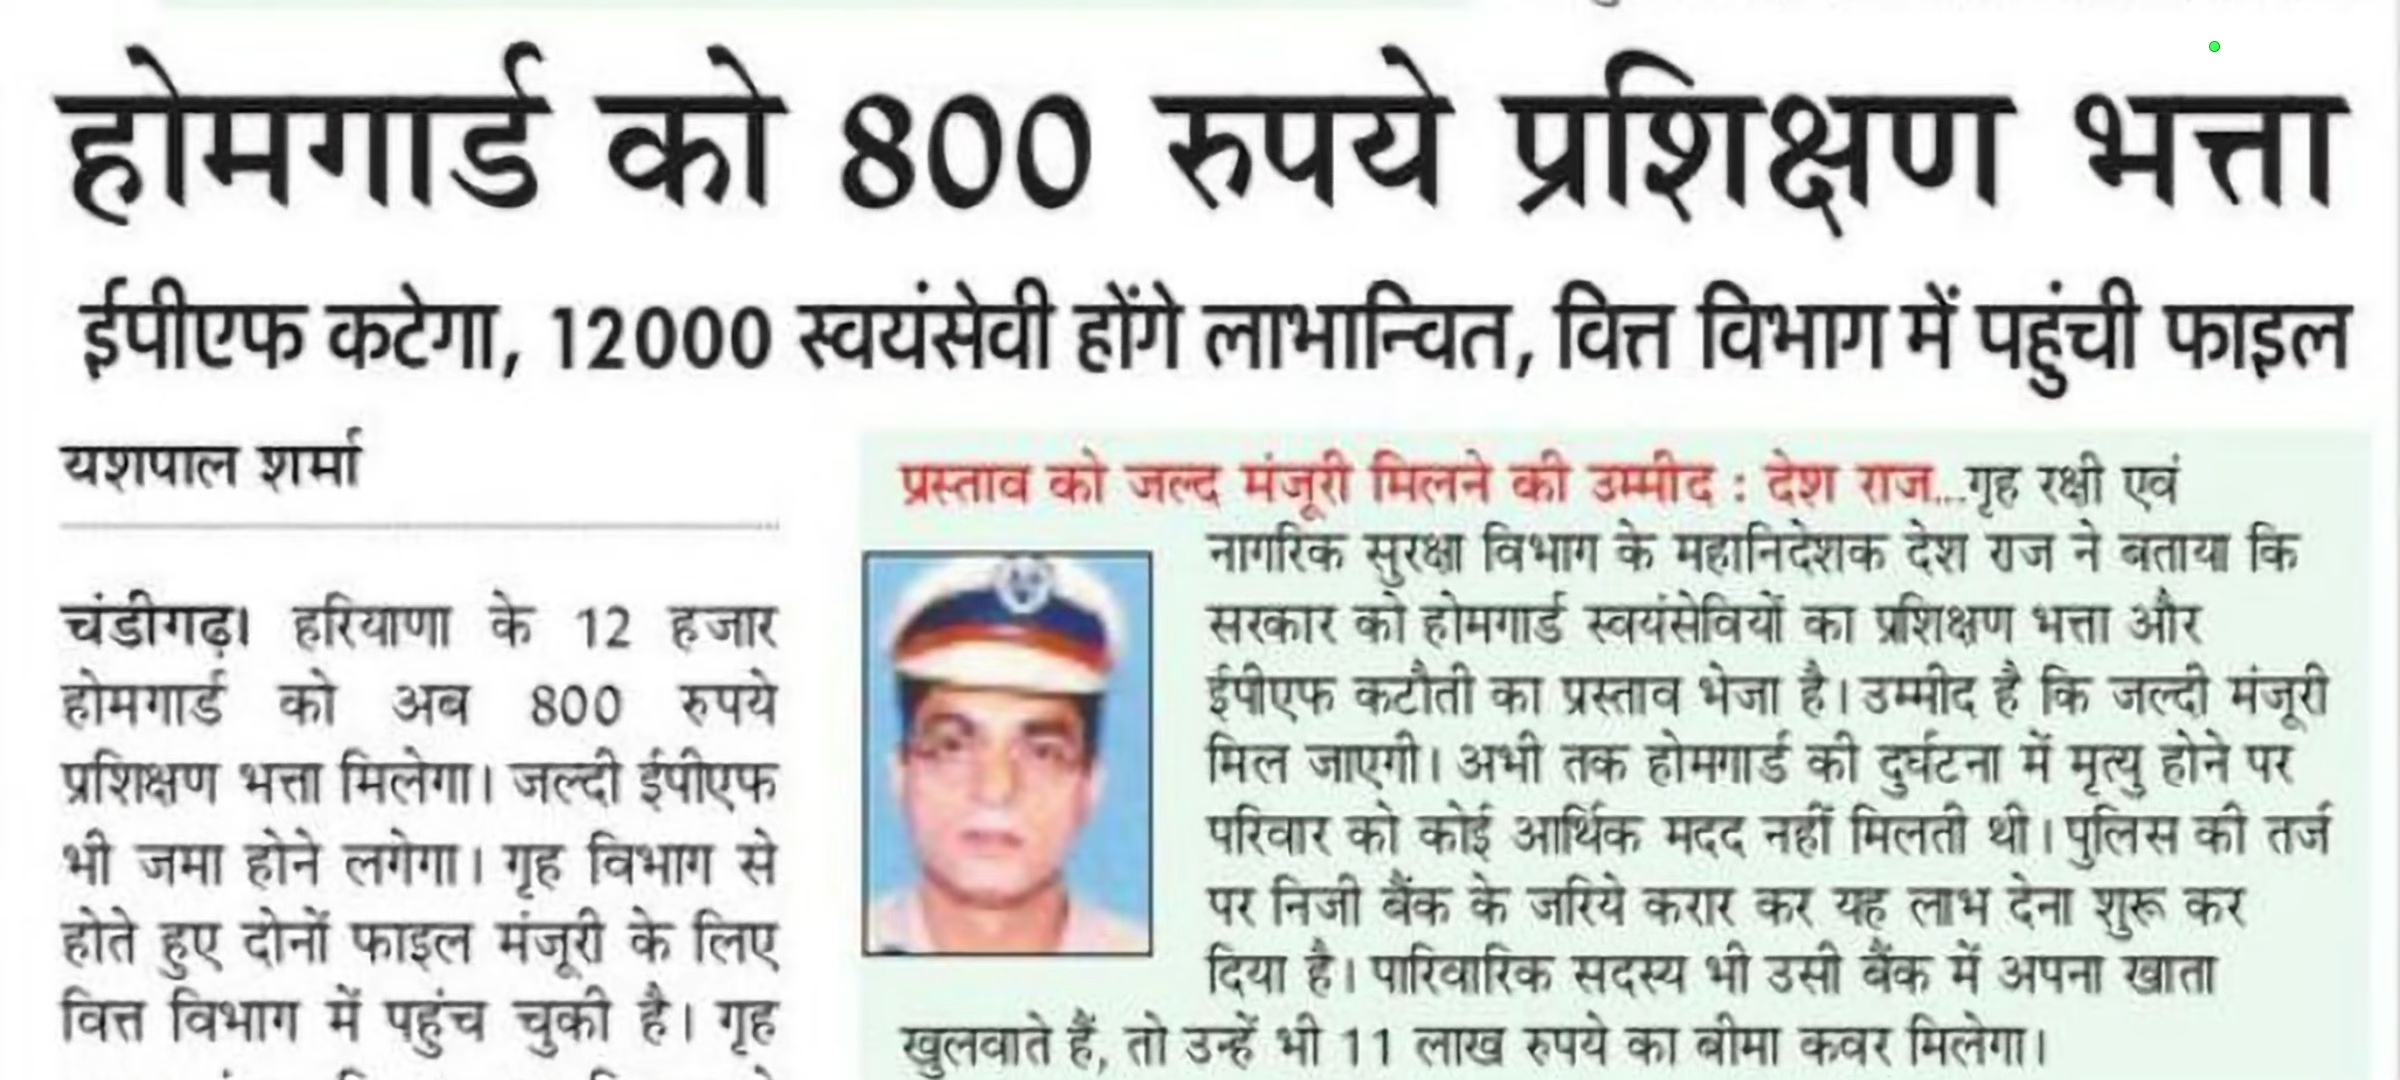 होमगार्ड को 800 रुपये प्रशिक्षण भत्ता
ईपीएफ कटेगा, 12000 स्वयंसेवी होंगे लाभान्वित, वित्त विभाग में पहुंची फाइल
यशपाल शर्मा
चंडीगढ़। हरियाणा के 12 हजार
होमगार्ड को अब 800 रुपये
प्रशिक्षण भत्ता मिलेगा। जल्दी ईपीएफ
भी जमा होने लगेगा। गृह विभाग से
होते हुए दोनों फाइल मंजूरी के लिए
वित्त विभाग में पहुंच चुकी है। गृह
प्रस्ताव को जल्द मंजूरी मिलने की उम्मीद : देश राज...गृह रक्षी एवं
नागरिक सुरक्षा विभाग के महानिदेशक देश राज ने बताया कि
सरकार को होमगार्ड स्वयंसेवियों का प्रशिक्षण भत्ता और
ईपीएफ कटौती का प्रस्ताव भेजा है। उम्मीद है कि जल्दी मंजूरी
मिल जाएगी। अभी तक होमगार्ड की दुर्घटना में मृत्यु होने पर
परिवार को कोई आर्थिक मदद नहीं मिलती थी। पुलिस की तर्ज
पर निजी बैंक के जरिये करार कर यह लाभ देना शुरू कर
दिया है। पारिवारिक सदस्य भी उसी बैंक में अपना खाता
खुलवाते हैं, तो उन्हें भी 11 लाख रुपये का बीमा कवर मिलेगा।